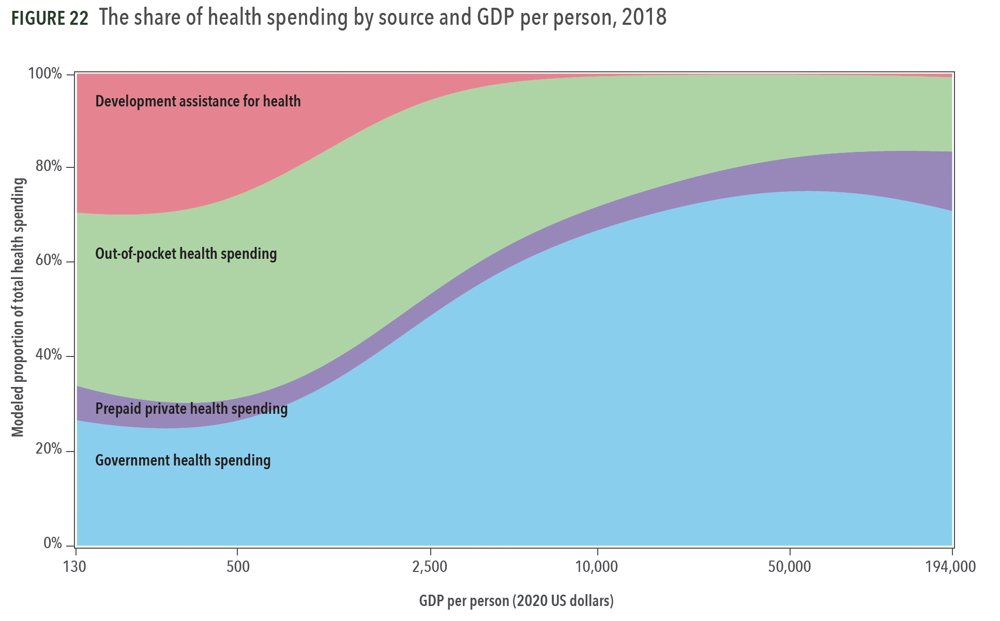 FIGURE 22 The share of health spending by source and GDP per person, 2018
100%
80%
60%
40%
20%
0%
Modeled proportion of total health spending
Development assistance for health
Out-of-pocket health spending
Prepaid private health spending
Government health spending
130 500 2,500 10,000 50,000 194,000
GDP per person (2020 US dollars)